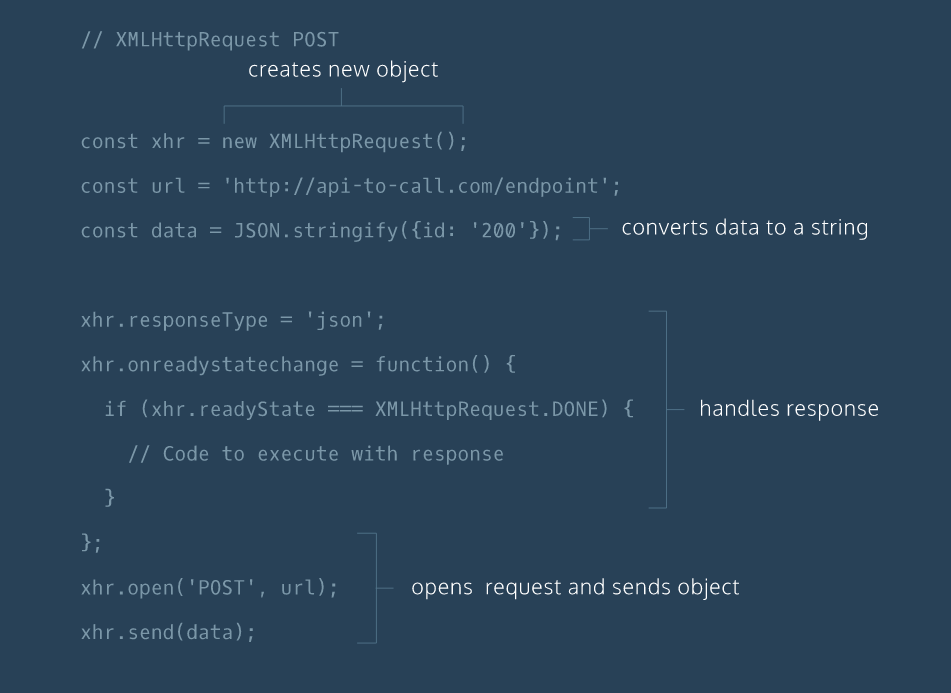 // XMLHttpRequest POST
creates new object
const xhr = new XMLHttpRequest();
const url = 'http://api-to-call.com/endpoint';
const data = JSON.stringify({id: '200'});
converts data to a string
xhr.responseType = 'json';
xhr.onreadystatechange = function() {
if (xhr.readyState === XMLHttpRequest.DONE) {
handles response
// Code to execute with response
}
};
xhr.open('POST', url);
opens request and sends object
xhr.send(data);